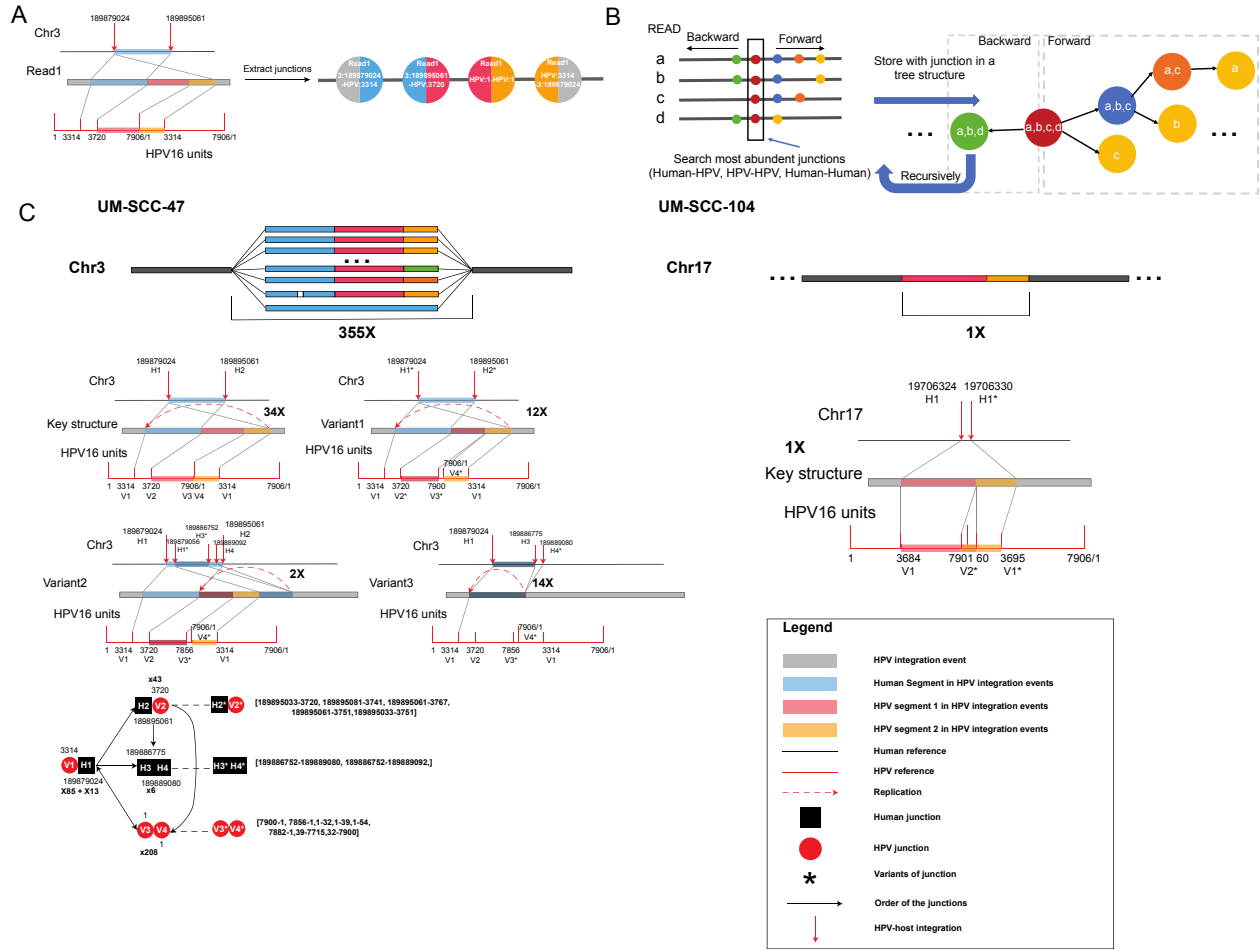 A
189879024
189895061
Chr3
Read1
1 3314 3720 7906/1 3314 7906/1
HPV16 units
Extract junctions
Read1
3:189879024
-HPV:3314
Read1
3:189895061
-HPV:3720
Read1
HPV:1-HPV:1
Read1
HPV:3314
-3:189879024
B
READ
Backward Forward
a
b
c
d
Search most abundent junctions
(Human-HPV, HPV-HPV, Human-Human)
Store with junction in a
tree structure
Recursively
Backward Forward
...
a,b,d
a,b,c,d
a,b,c
a,c
a
b
c
...
C
UM-SCC-47
Chr3
...
355X
189879024
H1
189895061
H2
Chr3
34X
Key structure
HPV16 units
1 3314 3720 7906/1 3314 7906/1
V1 V2 V3 V4 V1
189879024
H1*
189895061
H2*
Chr3
12X
Variant1
HPV16 units
7906/1
V4*
1 3314 3720 7900 3314 7906/1
V1 V2* V3* V1
189879024
H1
189879056
H1*
189886752
H3*
189889092
H4
189895061
H2
Chr3
2X
Variant2
HPV16 units
7906/1
V4*
1 3314 3720 7856 3314 7906/1
V1 V2 V3* V1
189879024
H1
189886775
H3
189889080
H4*
Chr3
14X
Variant3
HPV16 units
7906/1
V4*
1 3314 3720 7856 3314 7906/1
V1 V2 V3* V1
x43
3720
H2 V2
189895061
H2* V2*
[189895033-3720, 189895081-3741, 189895061-3767,
189895061-3751,189895033-3751]
3314
V1 H1
189879024
X85 + X13
189886775
H3 H4
189889080
x6
H3* H4*
[189886752-189889080, 189886752-189889092,]
1
V3 V4
1
x208
V3* V4*
[7900-1, 7856-1,1-32,1-39,1-54,
7882-1,39-7715,32-7900]
UM-SCC-104
Chr17
...
...
1X
19706324
H1
19706330
H1*
Chr17
1X
Key structure
HPV16 units
1 3684 7901 60 3695 7906/1
V1 V2* V1*
Legend
HPV integration event
Human Segment in HPV integration events
HPV segment 1 in HPV integration events
HPV segment 2 in HPV integration events
Human reference
HPV reference
Replication
Human junction
HPV junction
* Variants of junction
Order of the junctions
HPV-host integration